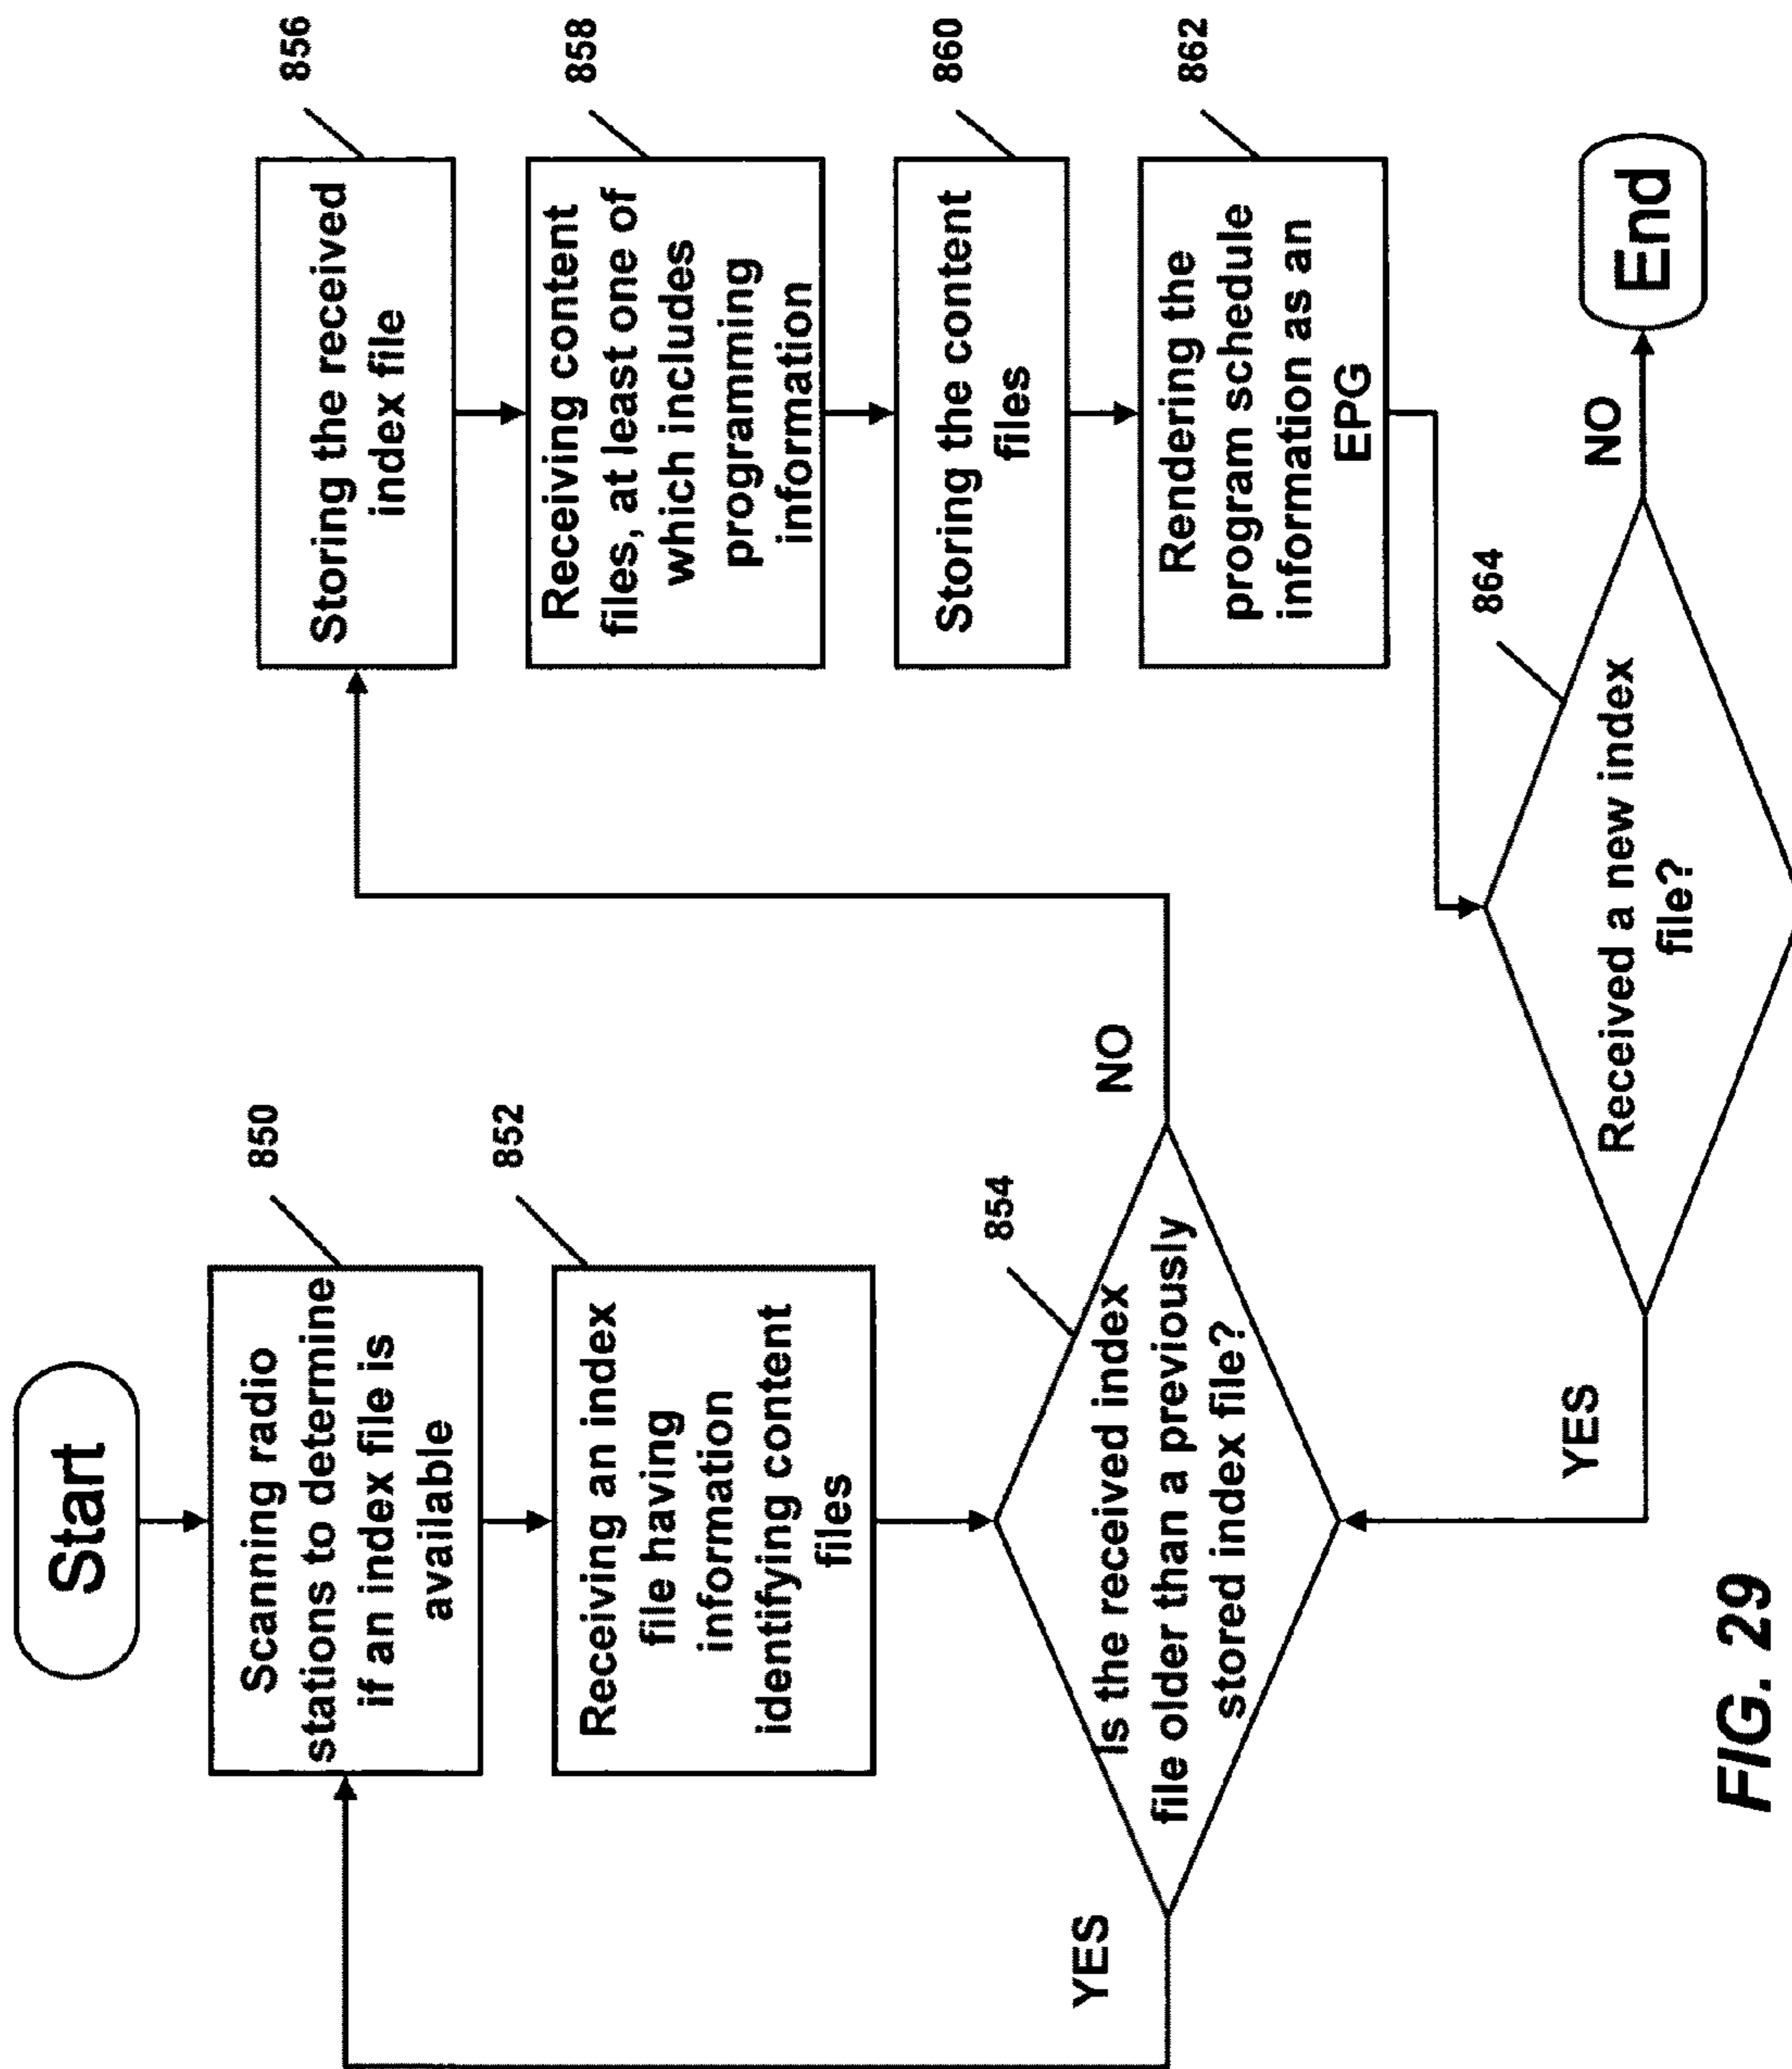 Start
850
Scanning radio
stations to determine
if an index file is
available
852
Receiving an index
file having
information
identifying content
files
854
Is the received index
file older than a previously
stored index file?
YES
NO
856
Storing the received
index file
858
Receiving content
files, at least one of
which includes
programming
information
860
Storing the content
files
862
Rendering the
program schedule
information as an
EPG
864
Received a new index
file?
YES
NO
End
FIG. 29